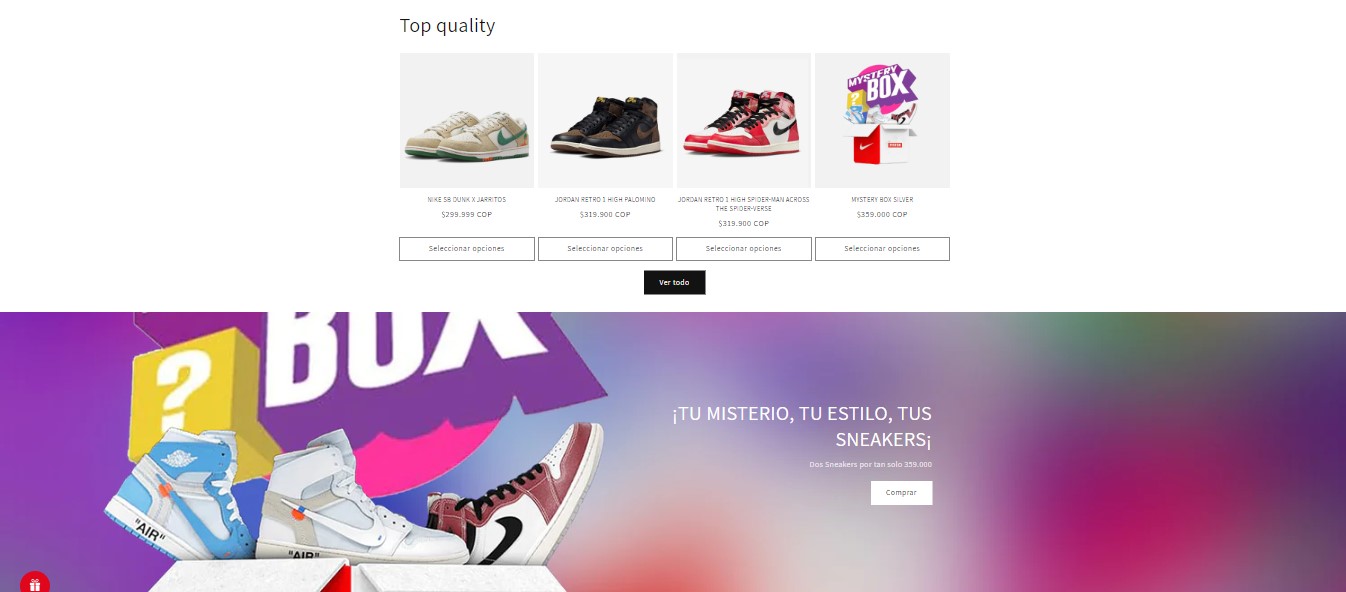 Top quality
MYSTERY
BOX
?
NIKE SB DUNK X JARRITOS
JORDAN RETRO 1 HIGH PALOMINO
JORDAN RETRO 1 HIGH SPIDER-MAN ACROSS
THE SPIDER-VERSE
MYSTERY BOX SILVER
$299.999 COP
$319.900 COP
$319.900 COP
$359.000 COP
Seleccionar opciones
Seleccionar opciones
Seleccionar opciones
Seleccionar opciones
Ver todo
BOX
?
"AIR"
"AIR"
¡TU MISTERIO, TU ESTILO, TUS
SNEAKERS¡
Dos Sneakers por tan solo 359.000
Comprar